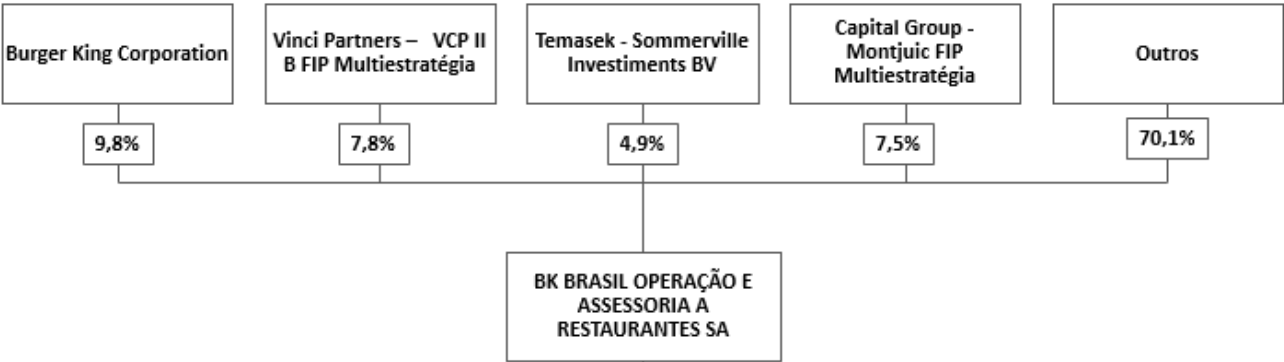 Burger King Corporation
Vinci Partners – VCP II
B FIP Multiestratégia
Temasek - Sommerville
Investiments BV
Capital Group -
Montjuic FIP
Multiestratégia
Outros
9,8%
7,8%
4,9%
7,5%
70,1%
BK BRASIL OPERAÇÃO E
ASSESSORIA A
RESTAURANTES SA